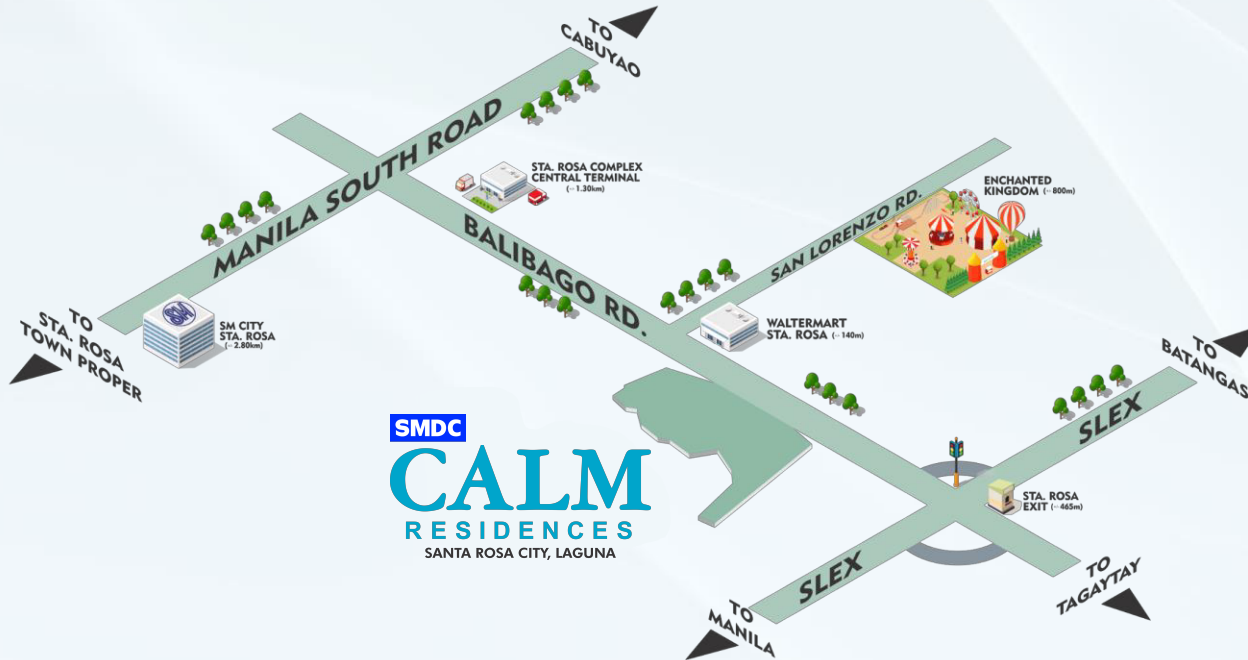 TO
CABUYAO
MANILA SOUTH ROAD
STA. ROSA COMPLEX
CENTRAL TERMINAL
(~1.30km)
ENCHANTED
KINGDOM (~800m)
SAN LORENZO RD.
BALIBAGO RD.
TO
STA. ROSA
TOWN PROPER
SM
SM CITY
STA. ROSA
(~2.80km)
WALTERMART
STA. ROSA (~140m)
TO
BATANGAS
SLEX
SMDC
CALM
RESIDENCES
SANTA ROSA CITY, LAGUNA
STA. ROSA
EXIT (~465m)
SLEX
TO
MANILA
TO
TAGAYTAY